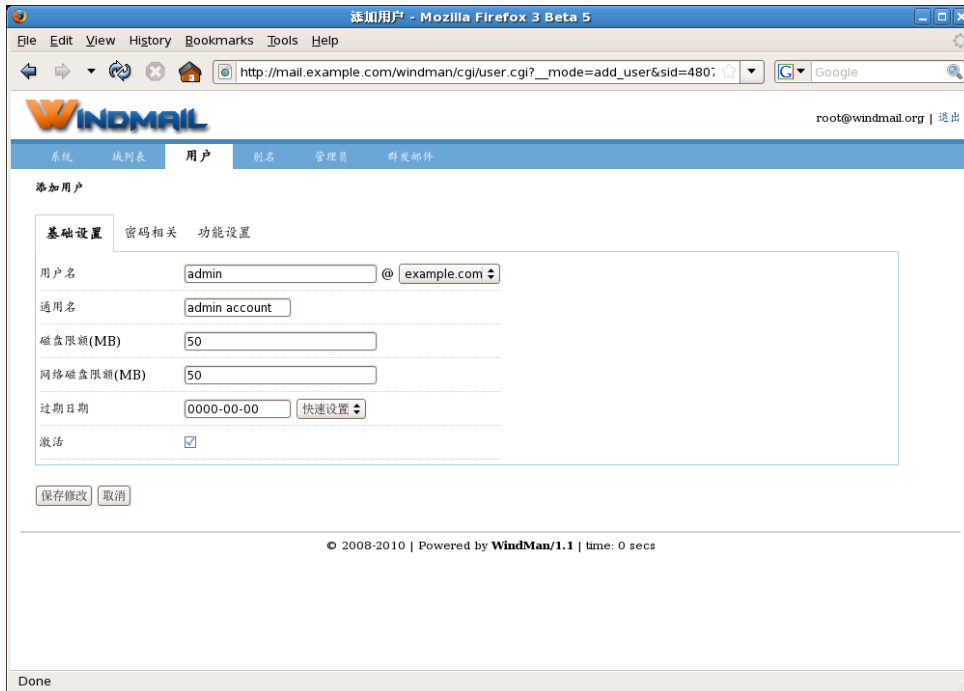 添加用户 - Mozilla Firefox 3 Beta 5
File Edit View History Bookmarks Tools Help
http://mail.example.com/windman/cgi/user.cgi?__mode=add_user&sid=480 Google
WINDMAIL
root@windmail.org | 退出
系统 域列表 用户 别名 管理员 群发邮件
添加用户
基础设置 密码相关 功能设置
用户名 admin @ example.com
通用名 admin account
磁盘限额(MB) 50
网络磁盘限额(MB) 50
过期日期 0000-00-00 快速设置
激活
保存修改 取消
© 2008-2010 | Powered by WindMan/1.1 | time: 0 secs
Done